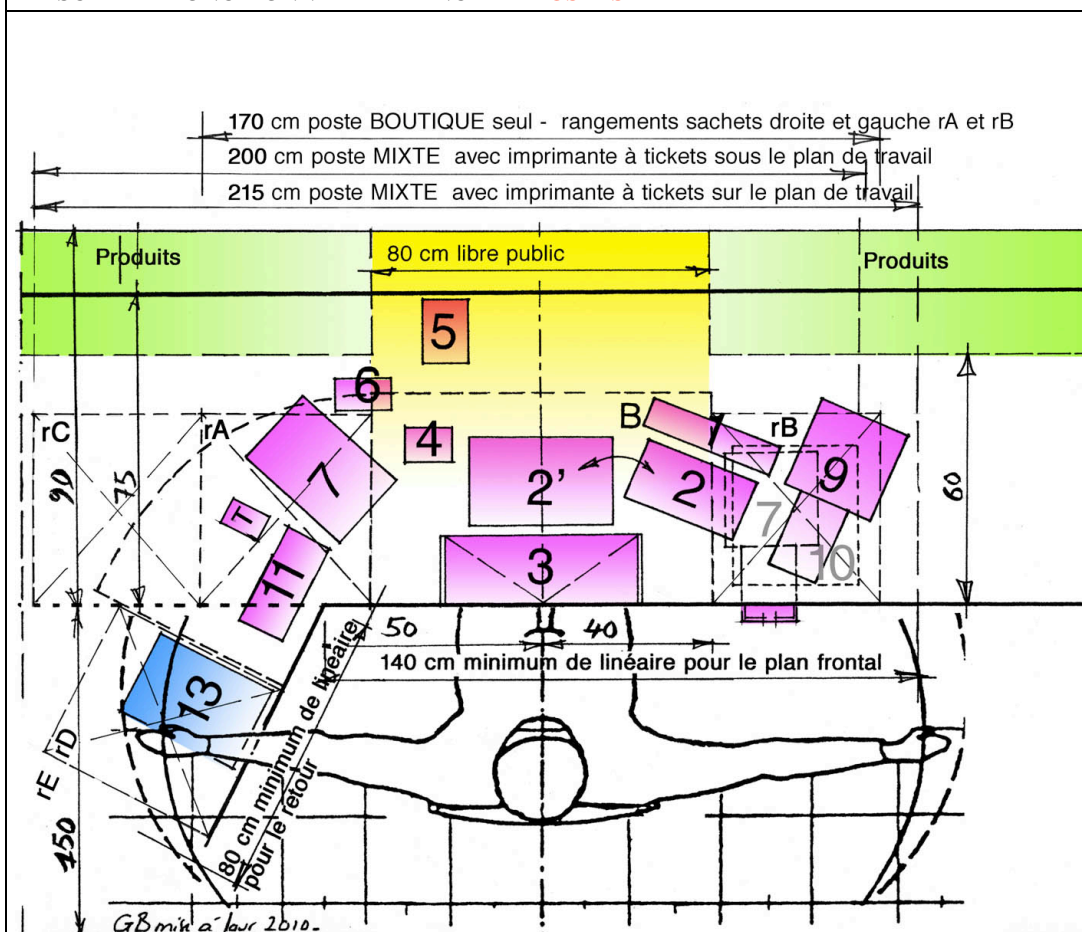 170 cm poste BOUTIQUE seul - rangements sachets droite et gauche rA et rB
200 cm poste MIXTE avec imprimante à tickets sous le plan de travail
215 cm poste MIXTE avec imprimante à tickets sur le plan de travail
Produits
80 cm libre public
Produits
5
6
4
rC
rA
7
B
1
rB
9
2'
2
7
90
75
60
T
11
3
10
50
40
140 cm minimum de linéaire pour le plan frontal
13
rD
rE
80 cm minimum de linéaire
pour le retour
150
GB mis à jour 2010-